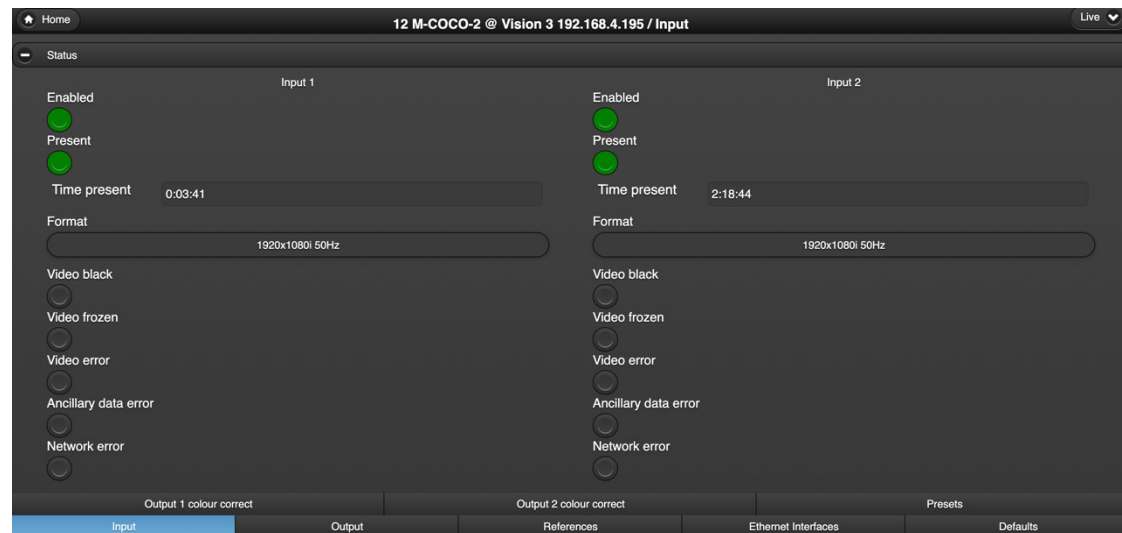 Home
12 M-COCO-2 @ Vision 3 192.168.4.195 / Input
Live
Status
Input 1
Enabled
Present
Time present 0:03:41
Format
1920x1080i 50Hz
Video black
Video frozen
Video error
Ancillary data error
Network error
Input 2
Enabled
Present
Time present 2:18:44
Format
1920x1080i 50Hz
Video black
Video frozen
Video error
Ancillary data error
Network error
Output 1 colour correct
Output 2 colour correct
Presets
Input
Output
References
Ethernet Interfaces
Defaults